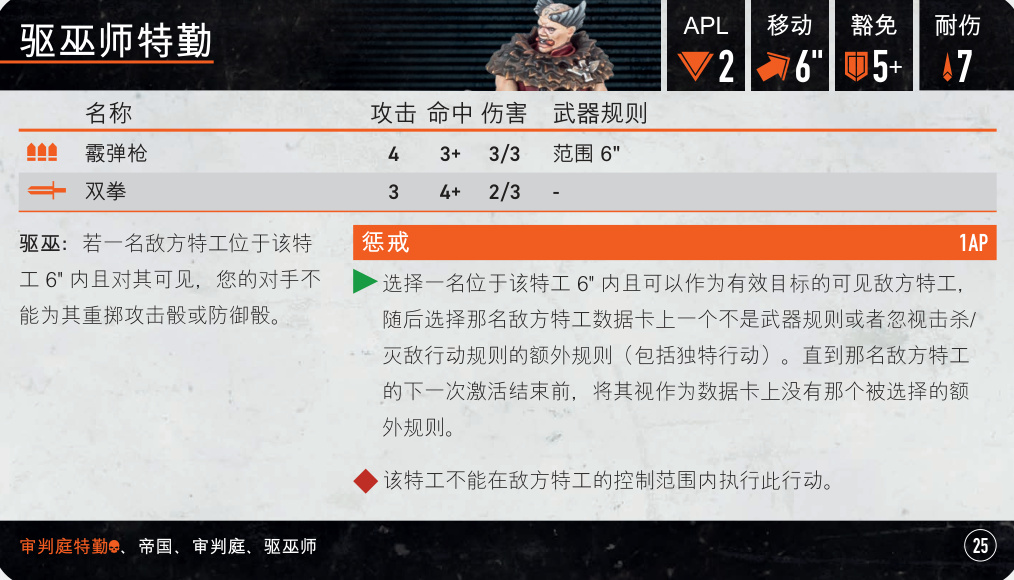 驱巫师特勤
APL 移动 豁免 耐伤
2 6" 5+ 7
名称 攻击 命中 伤害 武器规则
霰弹枪 4 3+ 3/3 范围 6"
双拳 3 4+ 2/3 -
驱巫：若一名敌方特工位于该特
工 6" 内且对其可见，您的对手不
能为其重掷攻击骰或防御骰。
惩戒 1AP
选择一名位于该特工 6" 内且可以作为有效目标的可见敌方特工，
随后选择那名敌方特工数据卡上一个不是武器规则或者忽视击杀/
灭敌行动规则的额外规则（包括独特行动）。直到那名敌方特工
的下一次激活结束前，将其视作为数据卡上没有那个被选择的额
外规则。
该特工不能在敌方特工的控制范围内执行此行动。
审判庭特勤、帝国、审判庭、驱巫师
25